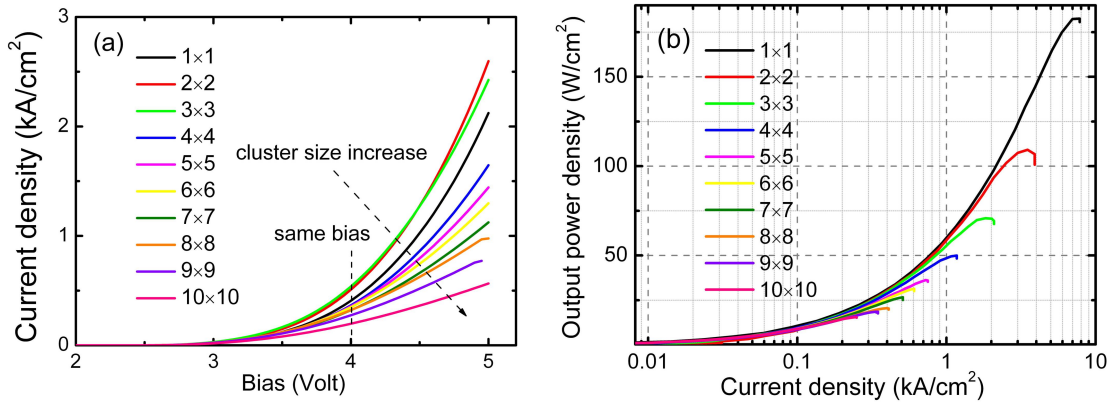 (a)
Current density (kA/cm²)
3
2
1
0
1×1
2×2
3×3
4×4
5×5
6×6
7×7
8×8
9×9
10×10
cluster size increase
same bias
2 3 4 5
Bias (Volt)
(b)
Output power density (W/cm²)
150
100
50
0
1×1
2×2
3×3
4×4
5×5
6×6
7×7
8×8
9×9
10×10
0.01 0.1 1 10
Current density (kA/cm²)